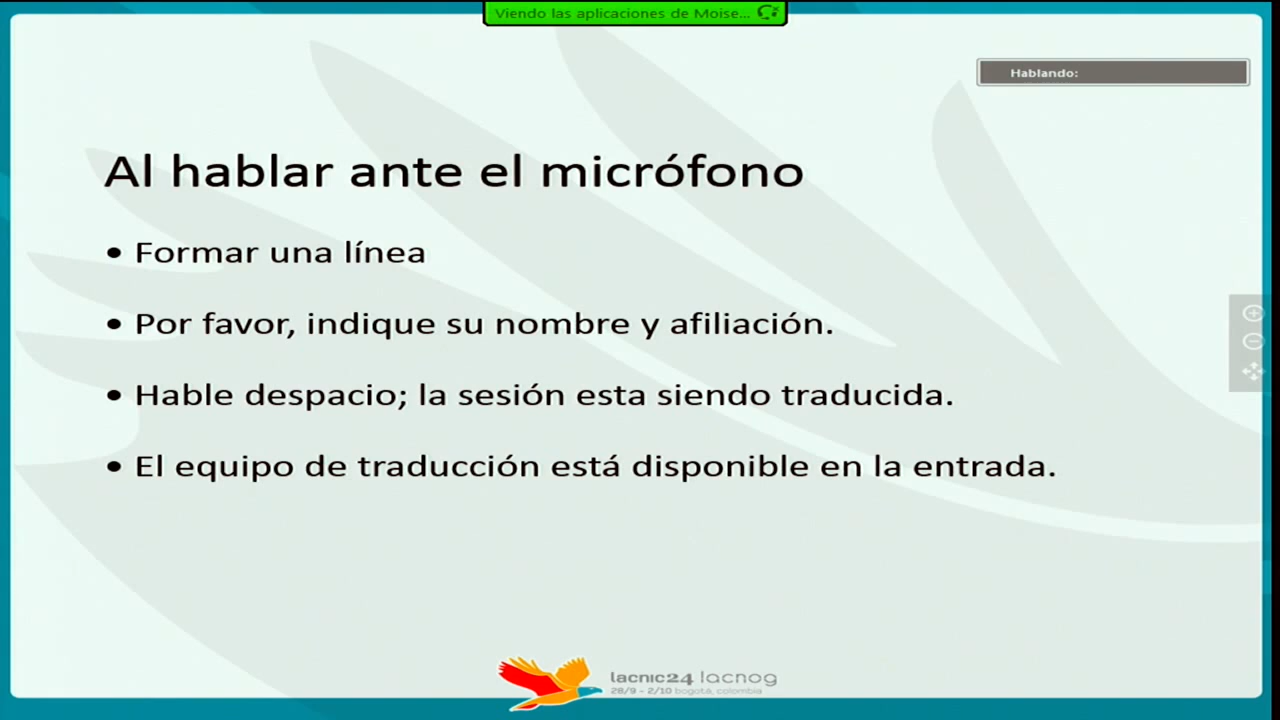 Viendo las aplicaciones de Moise...
Hablando:
Al hablar ante el micrófono
• Formar una línea
• Por favor, indique su nombre y afiliación.
• Hable despacio; la sesión esta siendo traducida.
• El equipo de traducción está disponible en la entrada.
lacnic24 lacnog
28/9 - 2/10 bogotá, colombia